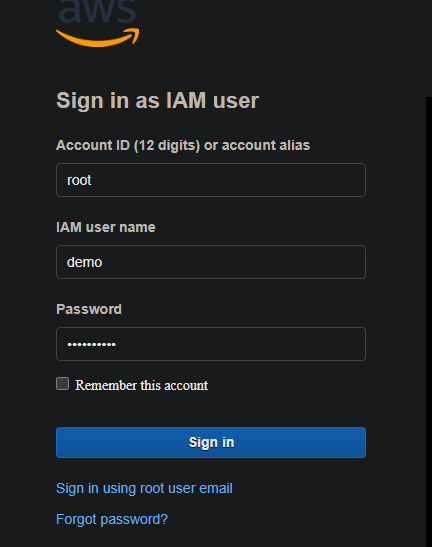 aws
Sign in as IAM user
Account ID (12 digits) or account alias
root
IAM user name
demo
Password
••••••••••
Remember this account
Sign in
Sign in using root user email
Forgot password?